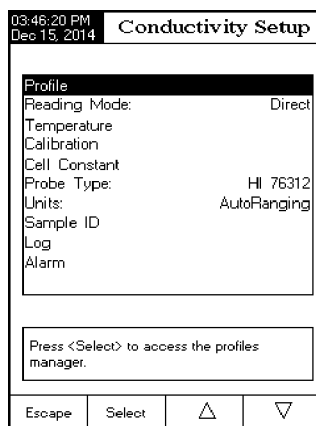 03:46:20 PM
Dec 15, 2014
Conductivity Setup
Profile
Reading Mode: Direct
Temperature
Calibration
Cell Constant
Probe Type: HI 76312
Units: AutoRanging
Sample ID
Log
Alarm
Press <Select> to access the profiles
manager.
Escape Select